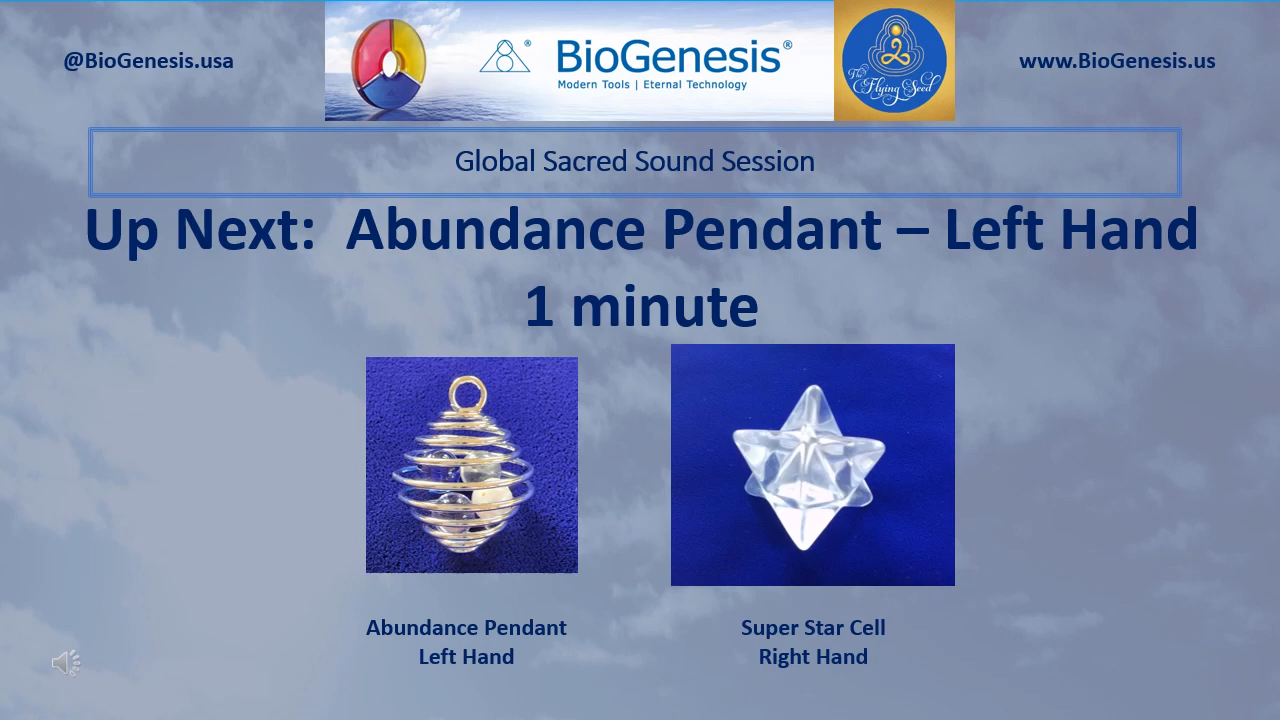 @BioGenesis.usa
BioGenesis®
Modern Tools | Eternal Technology
The Flying Seed
www.BioGenesis.us
Global Sacred Sound Session
Up Next: Abundance Pendant – Left Hand
1 minute
Abundance Pendant
Left Hand
Super Star Cell
Right Hand